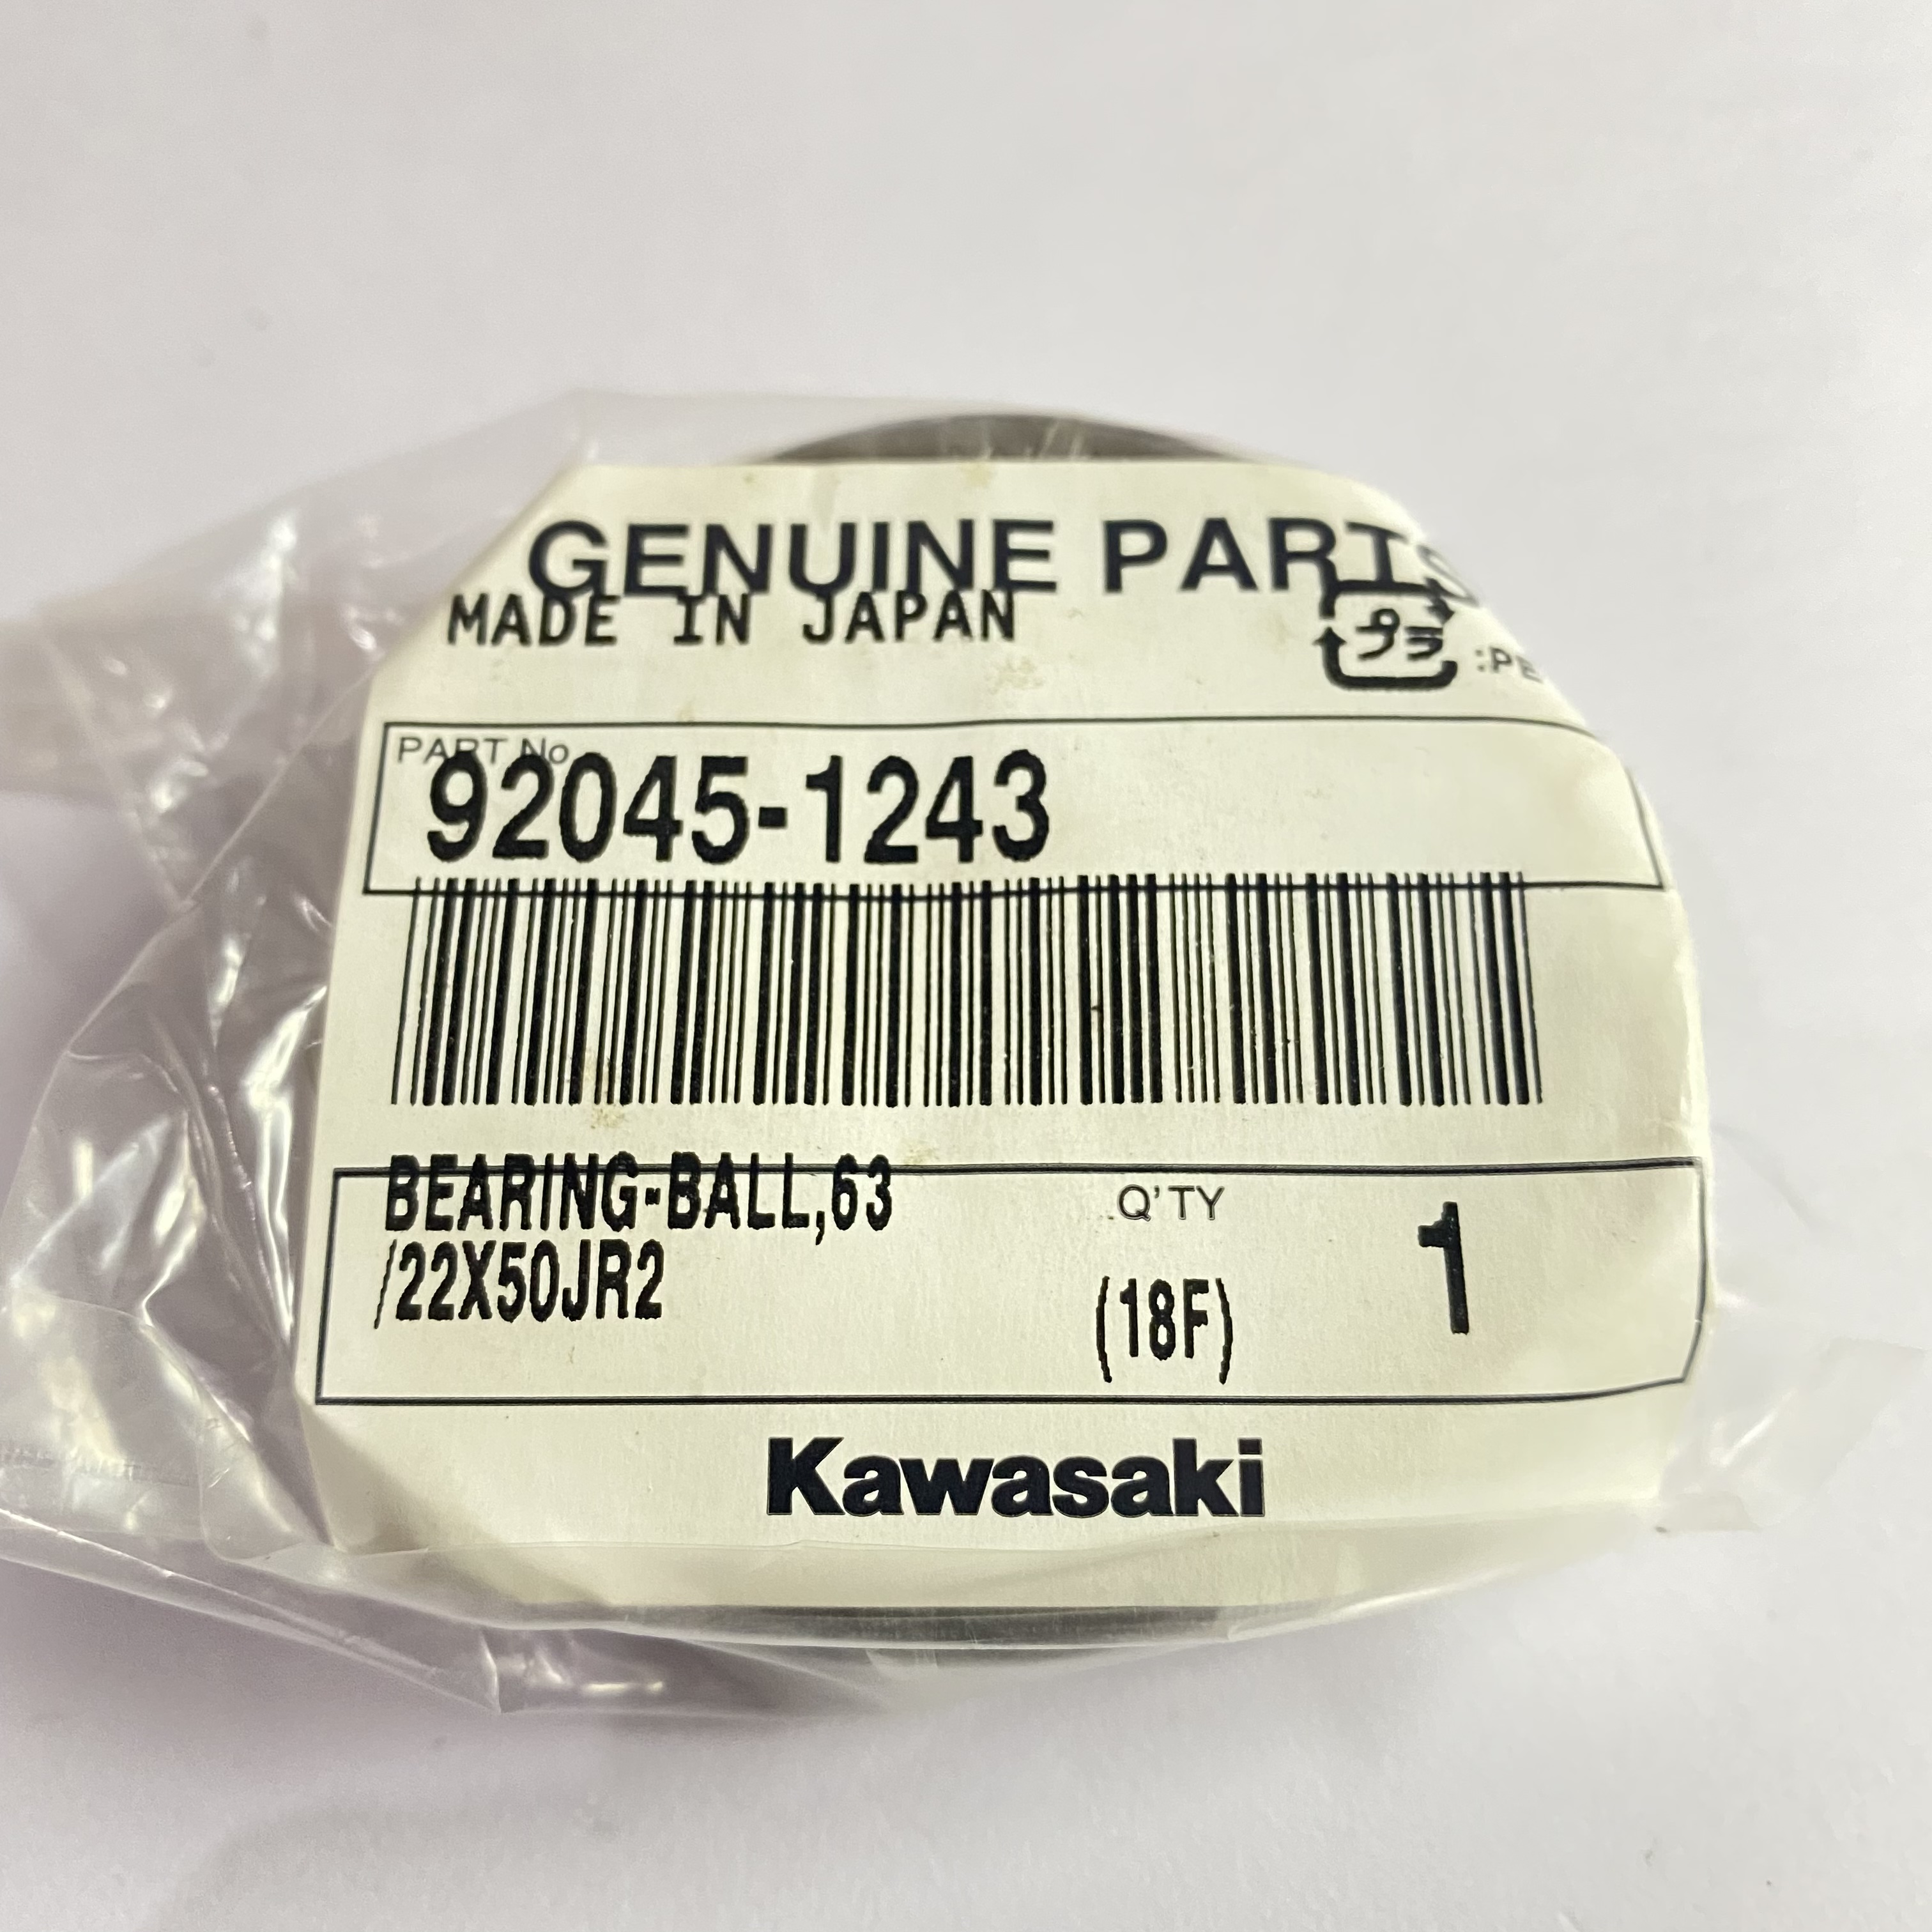 GENUINE PARTS
MADE IN JAPAN
プラ :PE
PART No
92045-1243
BEARING-BALL,63
/22X50JR2
Q'TY
(18F)
1
Kawasaki